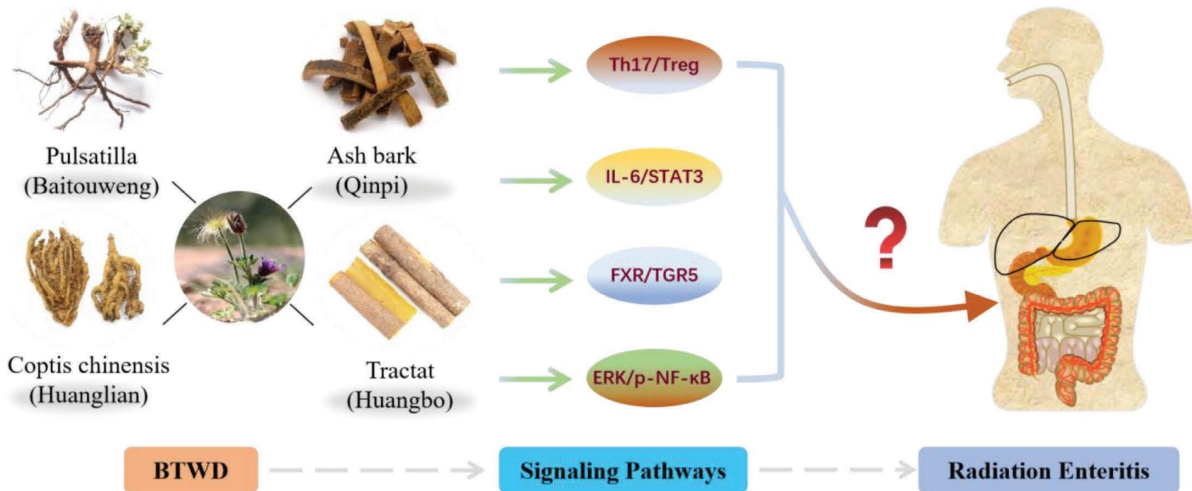 Pulsatilla
(Baitouweng)
Ash bark
(Qinpi)
Coptis chinensis
(Huanglian)
Tractat
(Huangbo)
Th17/Treg
IL-6/STAT3
FXR/TGR5
ERK/p-NF-κB
?
BTWD
Signaling Pathways
Radiation Enteritis